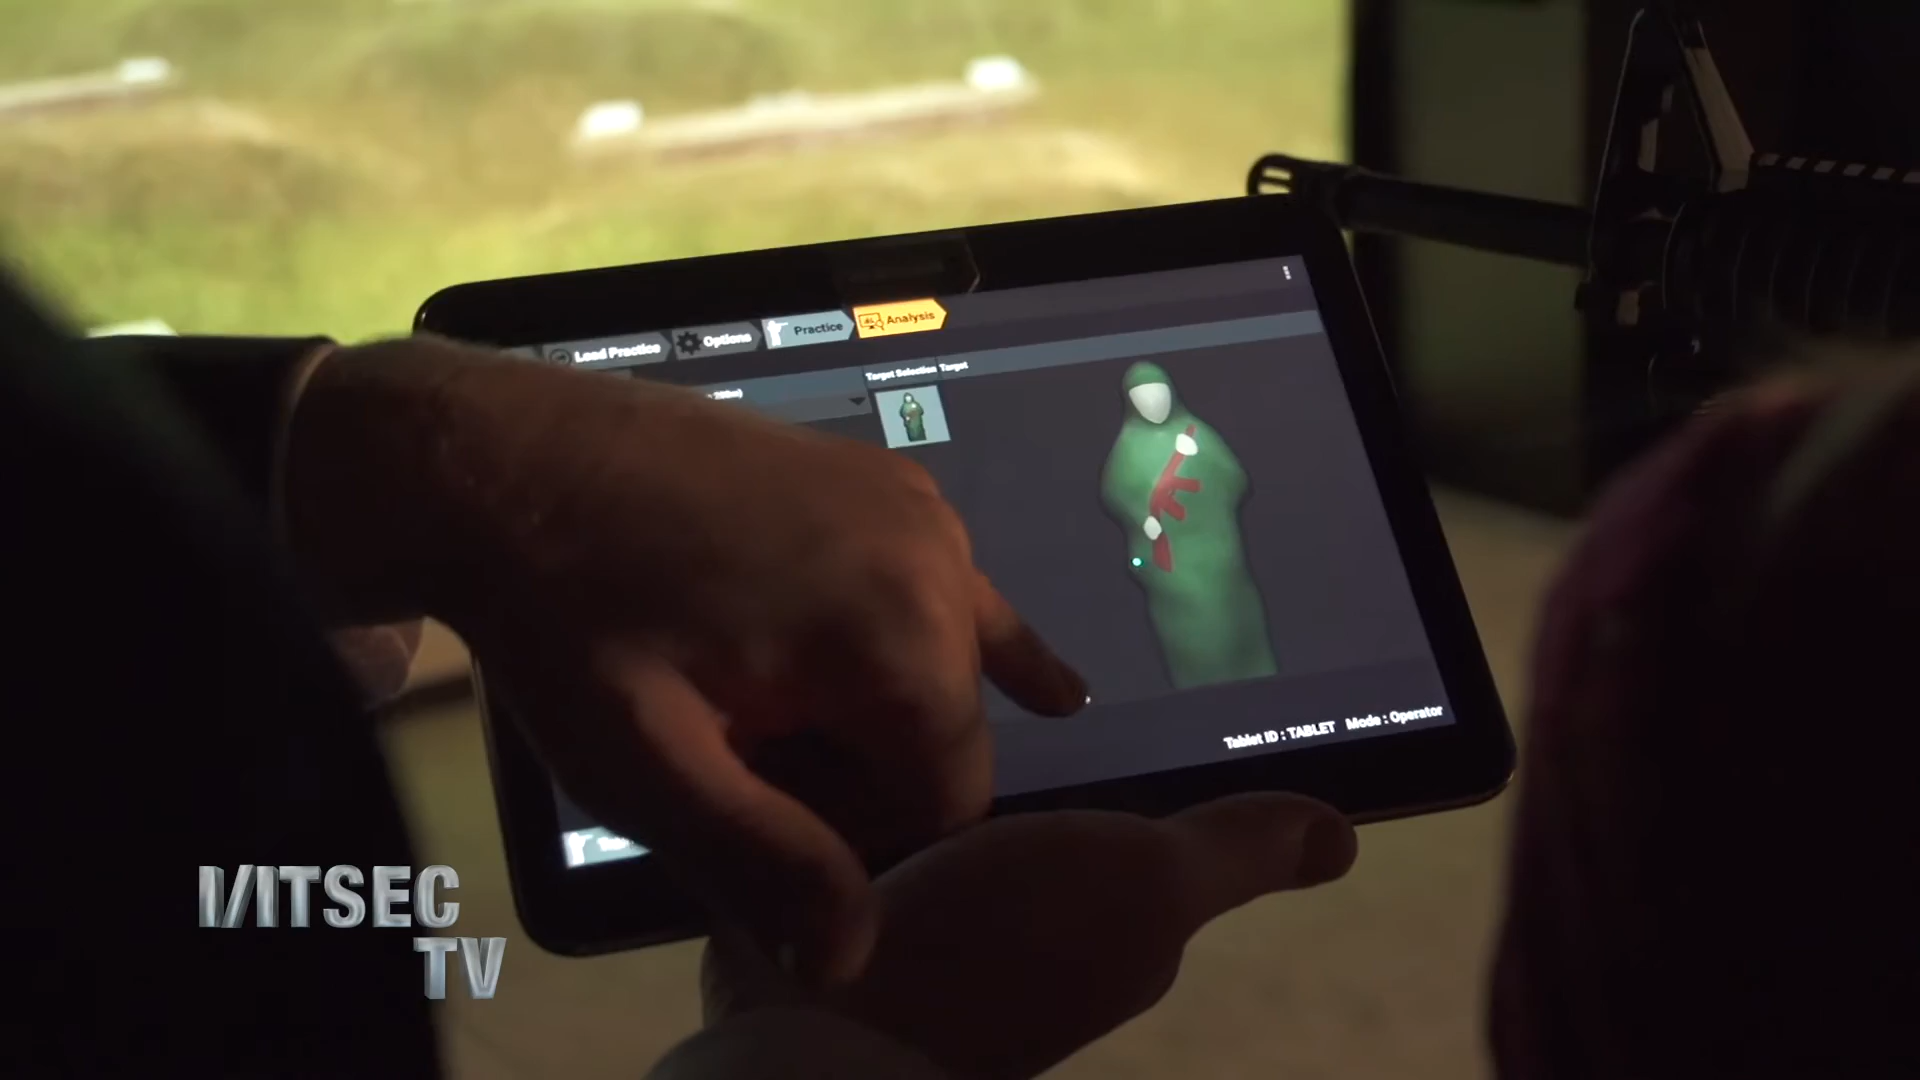 Load Practice
Options
Practice
Analysis
Target Selection
Target
Tablet ID : TABLET
Mode : Operator
I/ITSEC
TV